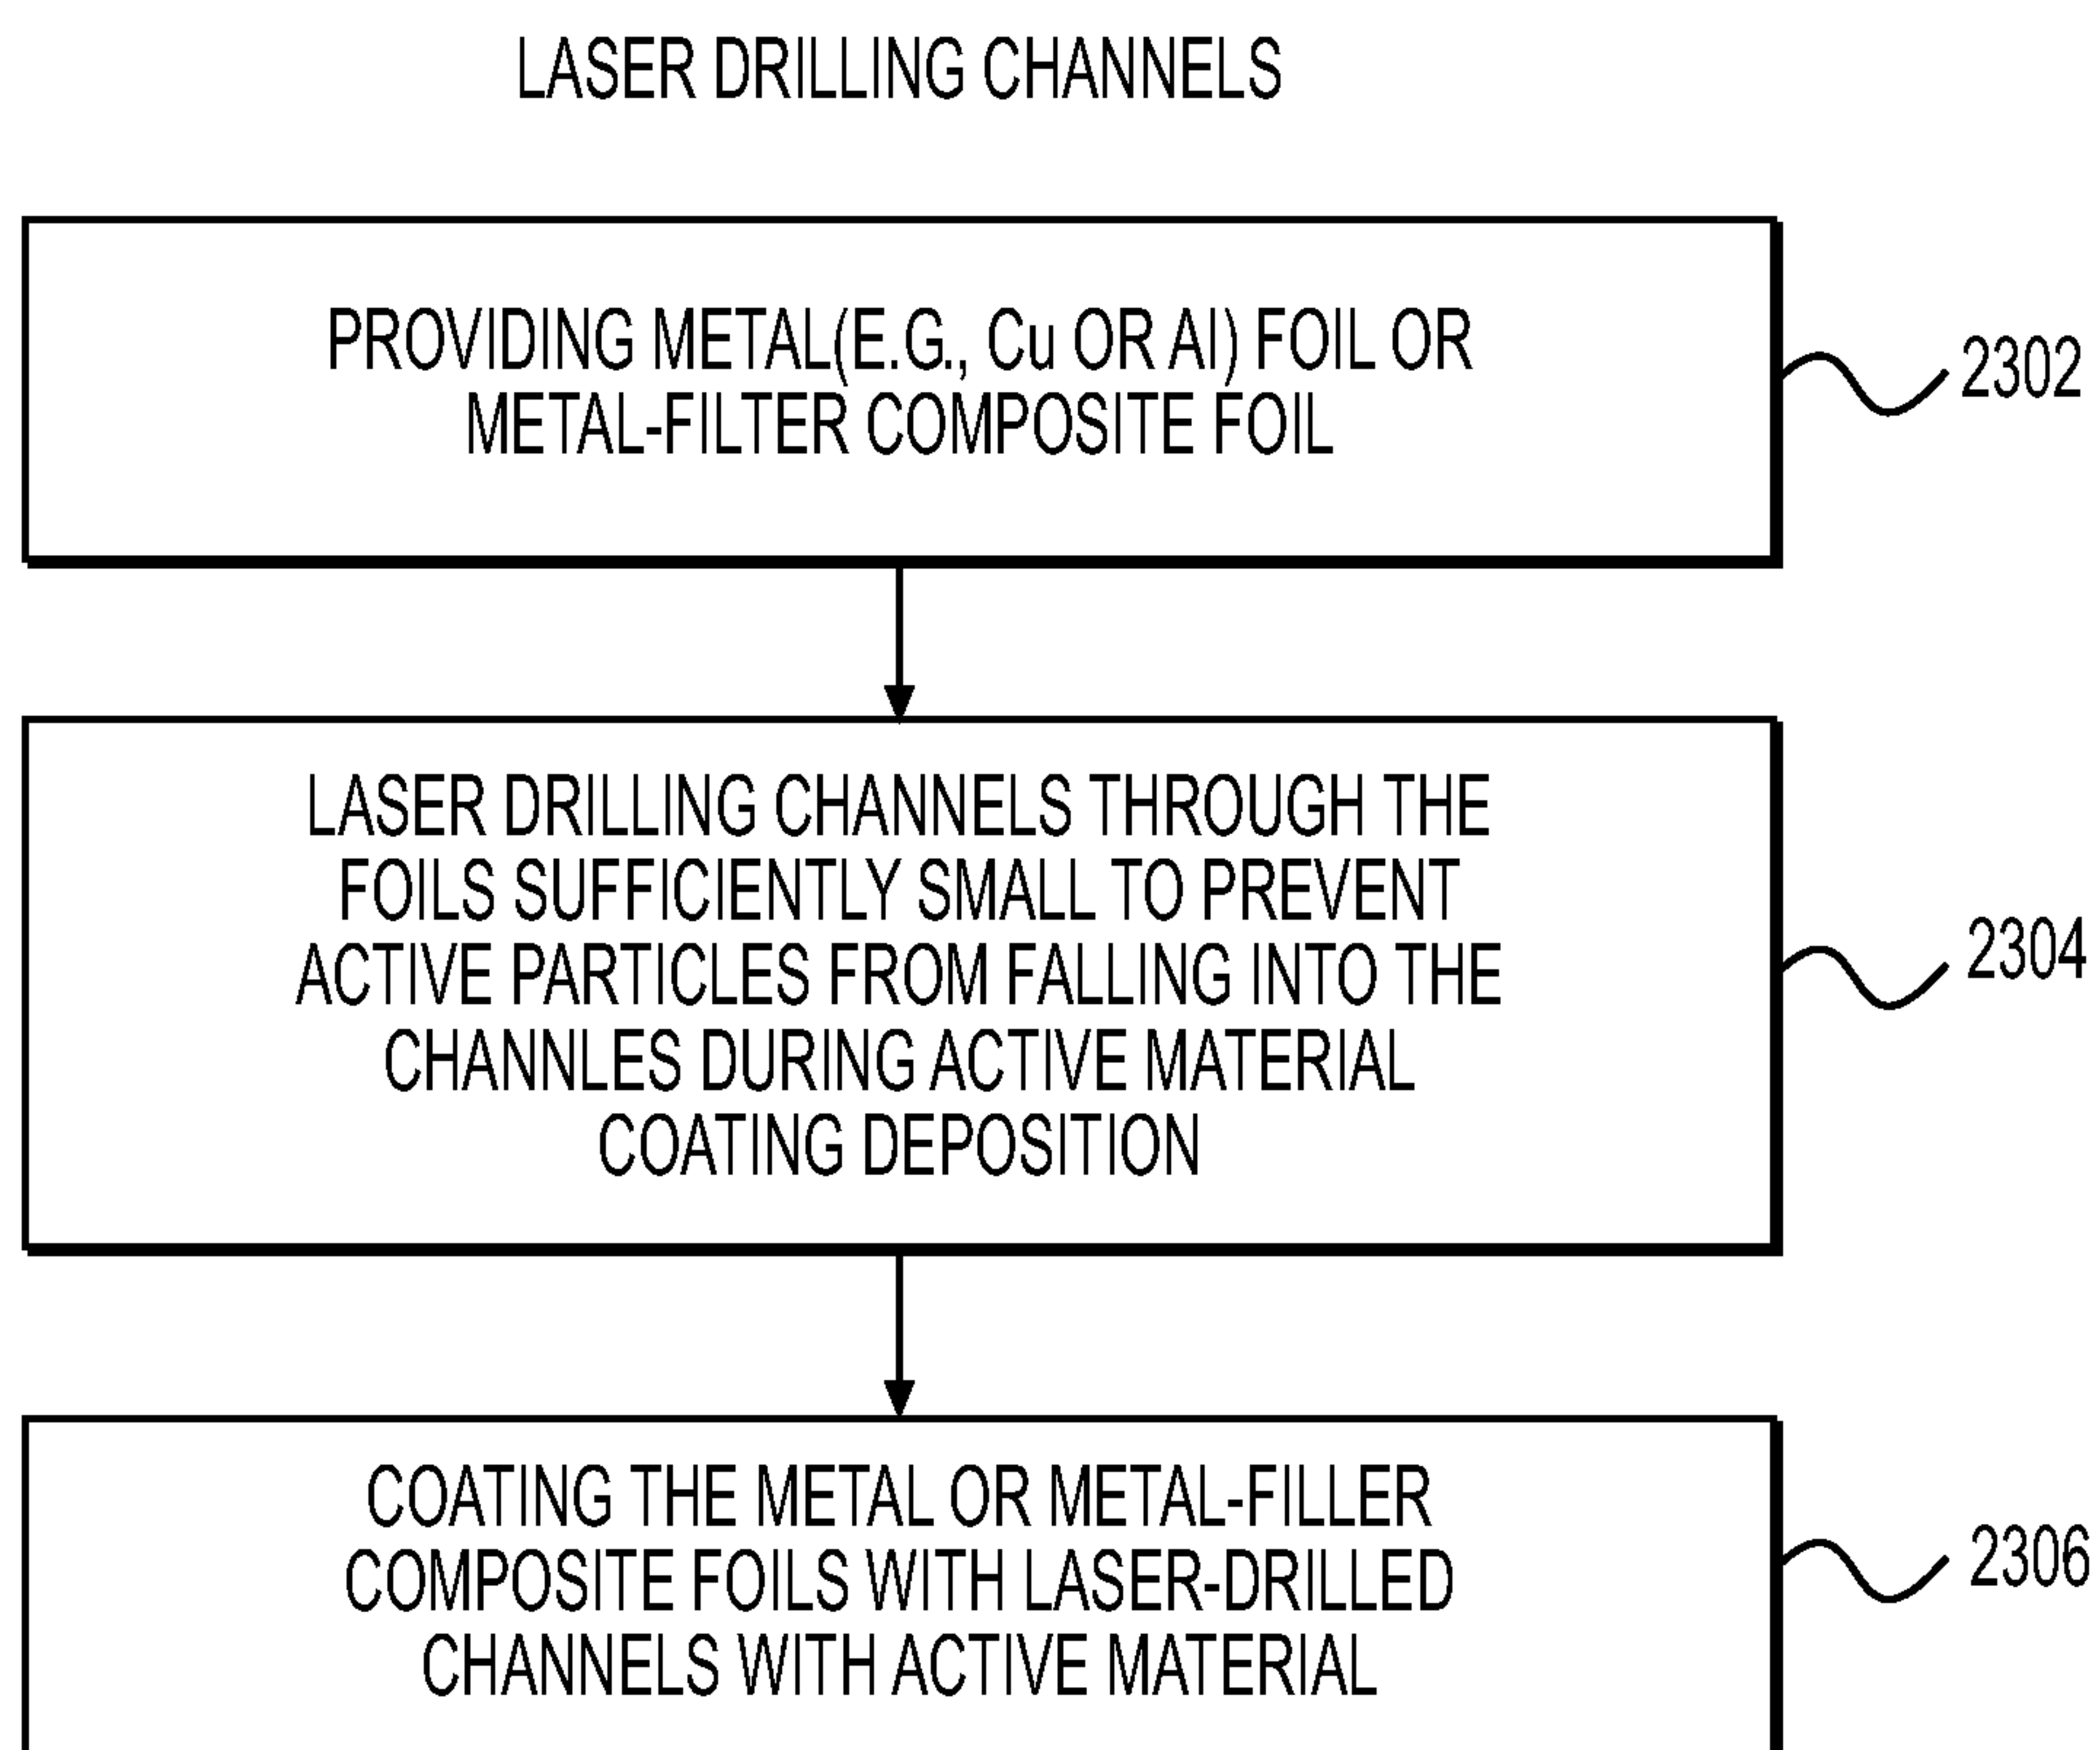 LASER DRILLING CHANNELS
PROVIDING METAL(E.G., Cu OR Al) FOIL OR
METAL-FILTER COMPOSITE FOIL
2302
LASER DRILLING CHANNELS THROUGH THE
FOILS SUFFICIENTLY SMALL TO PREVENT
ACTIVE PARTICLES FROM FALLING INTO THE
CHANNLES DURING ACTIVE MATERIAL
COATING DEPOSITION
2304
COATING THE METAL OR METAL-FILLER
COMPOSITE FOILS WITH LASER-DRILLED
CHANNELS WITH ACTIVE MATERIAL
2306